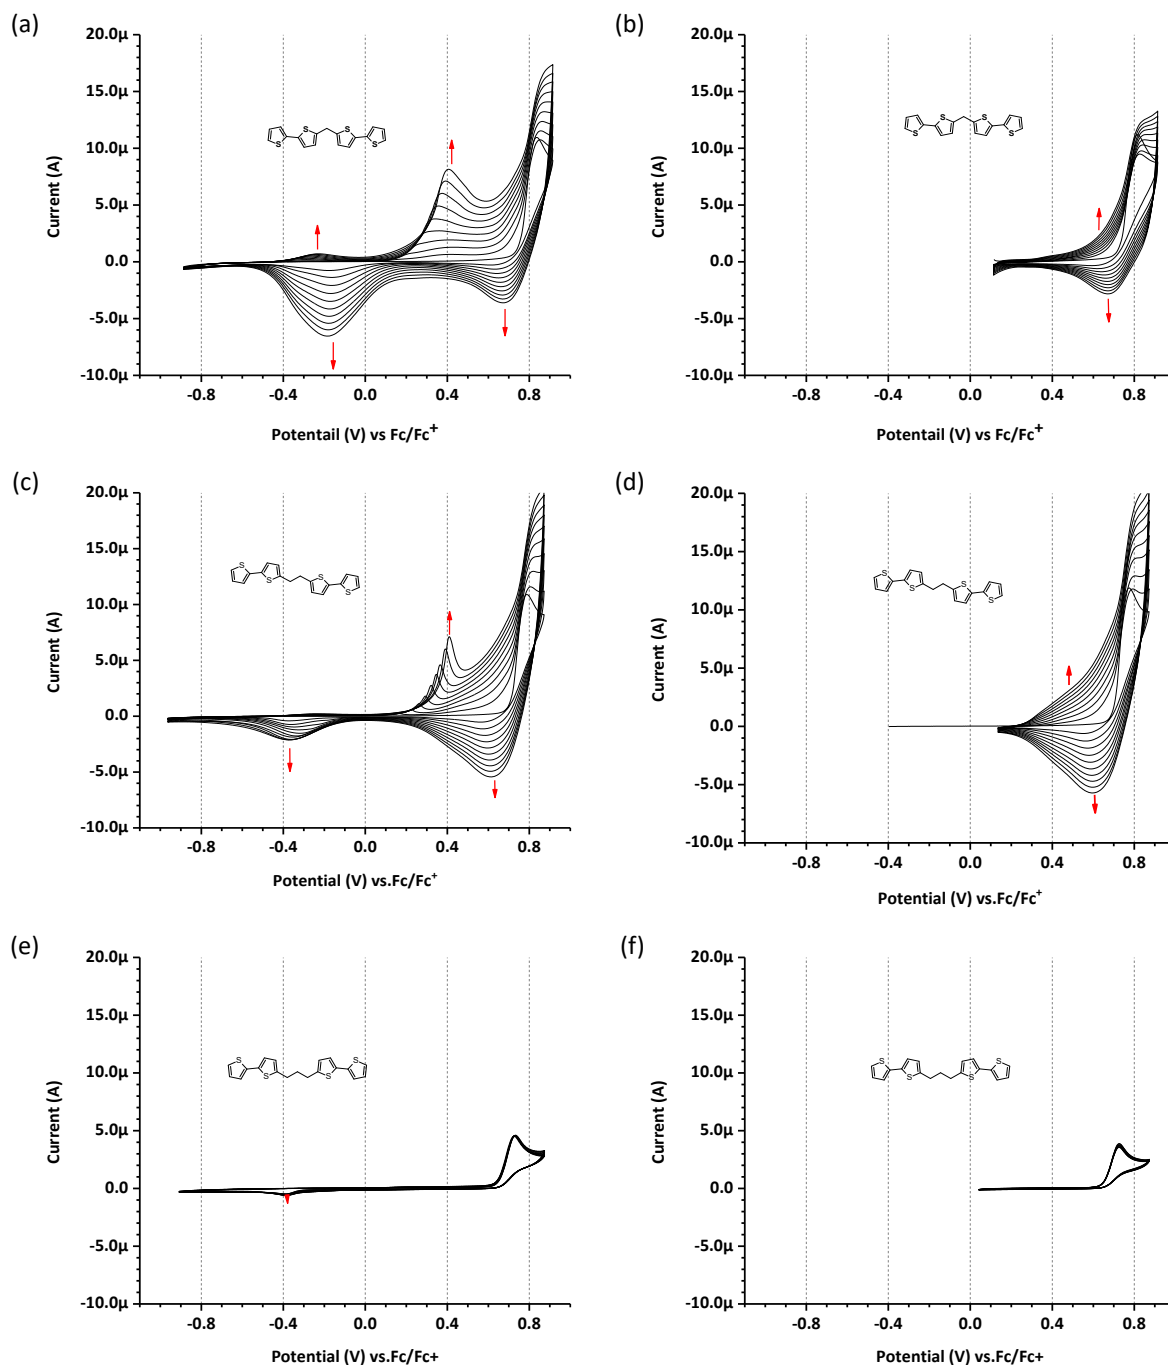 (a)
20.0µ
15.0µ
10.0µ
5.0µ
0.0
-5.0µ
-10.0µ
Current (A)
S
S
S
S
-0.8
-0.4
0.0
0.4
0.8
Potentail (V) vs Fc/Fc+
(b)
20.0µ
15.0µ
10.0µ
5.0µ
0.0
-5.0µ
-10.0µ
Current (A)
S
S
S
S
-0.8
-0.4
0.0
0.4
0.8
Potentail (V) vs Fc/Fc+
(c)
20.0µ
15.0µ
10.0µ
5.0µ
0.0
-5.0µ
-10.0µ
Current (A)
S
S
S
S
-0.8
-0.4
0.0
0.4
0.8
Potential (V) vs.Fc/Fc+
(d)
20.0µ
15.0µ
10.0µ
5.0µ
0.0
-5.0µ
-10.0µ
Current (A)
S
S
S
S
-0.8
-0.4
0.0
0.4
0.8
Potential (V) vs.Fc/Fc+
(e)
20.0µ
15.0µ
10.0µ
5.0µ
0.0
-5.0µ
-10.0µ
Current (A)
S
S
S
S
-0.8
-0.4
0.0
0.4
0.8
Potential (V) vs.Fc/Fc+
(f)
20.0µ
15.0µ
10.0µ
5.0µ
0.0
-5.0µ
-10.0µ
Current (A)
S
S
S
S
-0.8
-0.4
0.0
0.4
0.8
Potential (V) vs.Fc/Fc+